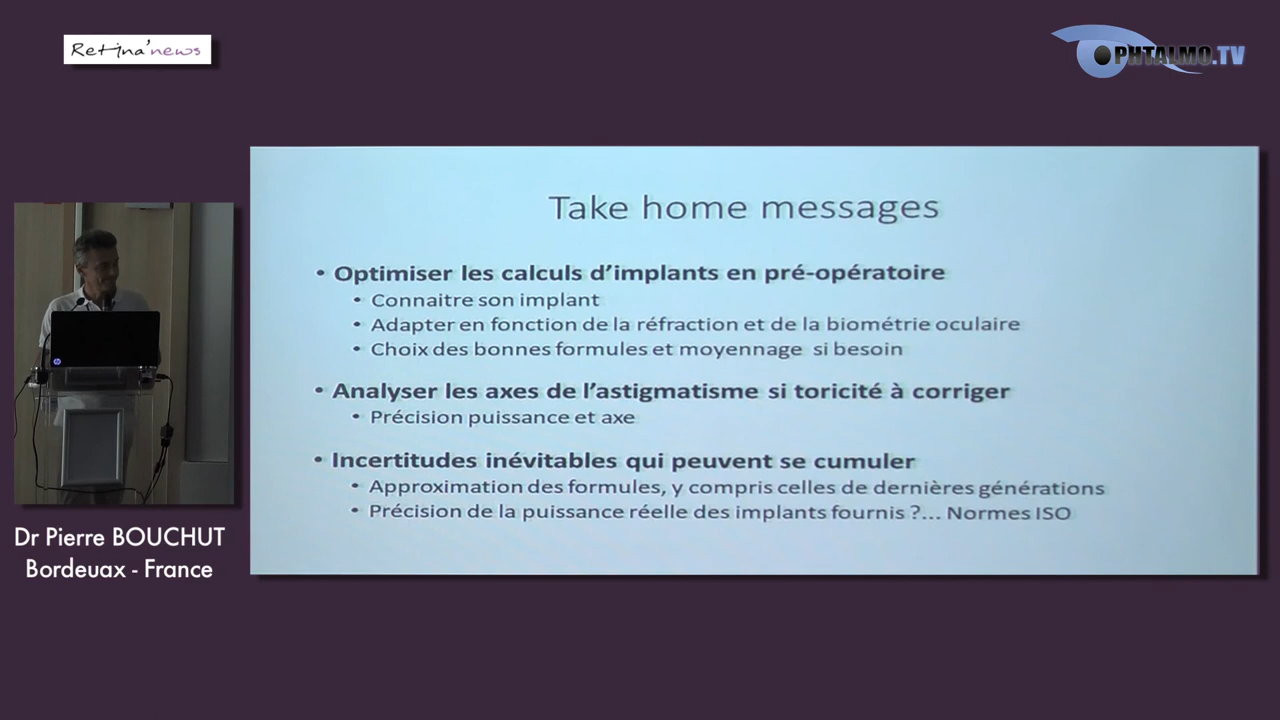 Retina'news
OPHTALMO.TV
Take home messages
• Optimiser les calculs d'implants en pré-opératoire
• Connaitre son implant
• Adapter en fonction de la réfraction et de la biométrie oculaire
• Choix des bonnes formules et moyennage si besoin
• Analyser les axes de l'astigmatisme si toricité à corriger
• Précision puissance et axe
• Incertitudes inévitables qui peuvent se cumuler
• Approximation des formules, y compris celles de dernières générations
• Précision de la puissance réelle des implants fournis ?... Normes ISO
hp
Dr Pierre BOUCHUT
Bordeuax - France